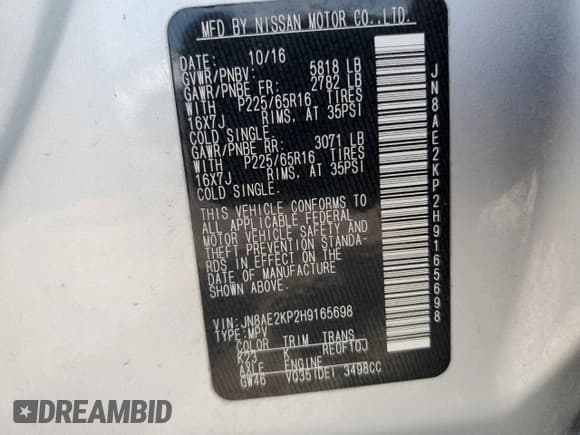 MFD BY NISSAN MOTOR CO.,LTD.
DATE: 10/16
GVWR/PNBV: 5818 LB
GAWR/PNBE FR: 2782 LB
WITH P225/65R16 TIRES
16X7J RIMS, AT 35PSI
COLD SINGLE.
GAWR/PNBE RR: 3071 LB
WITH P225/65R16 TIRES
16X7J RIMS, AT 35PSI
COLD SINGLE.
THIS VEHICLE CONFORMS TO
ALL APPLICABLE FEDERAL
MOTOR VEHICLE SAFETY AND
THEFT PREVENTION STANDA-
RDS IN EFFECT ON THE
DATE OF MANUFACTURE
SHOWN ABOVE.
VIN:JN8AE2KP2H9165698
TYPE:MPV
COLOR TRIM TRANS
K23 K RE0F10J
AXLE ENGINE
GW46 VQ35(DE) 3498CC
JN8AE2KP2H9165698
DREAMBID